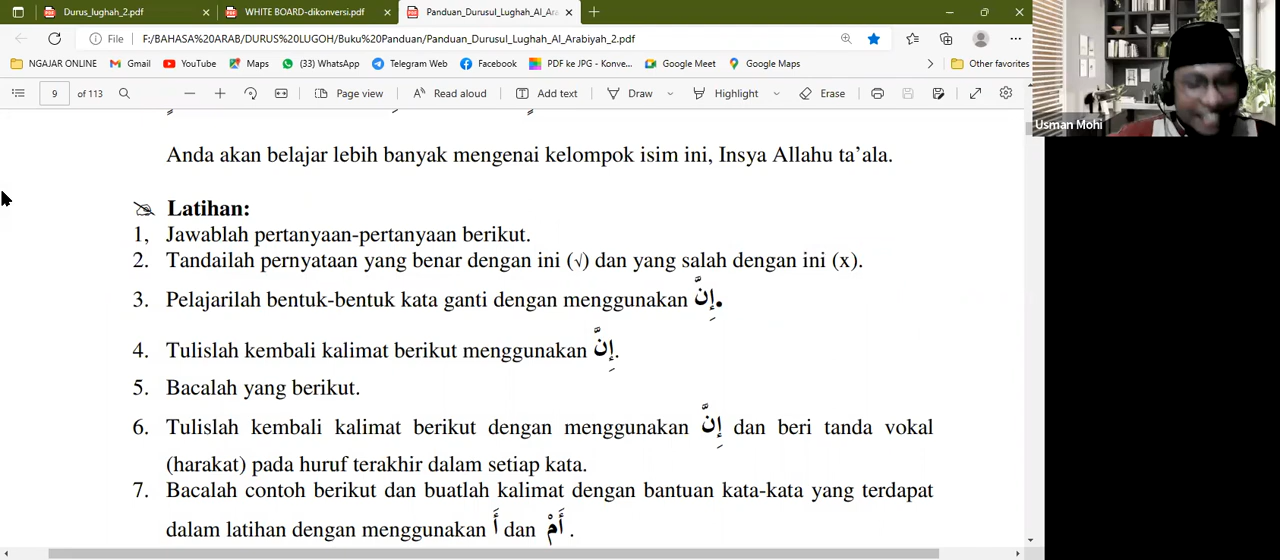 Durus_lughah_2.pdf
WHITE BOARD-dikonversi.pdf
Panduan_Durusul_Lughah_Al_Ara
File
F:/BAHASA%20ARAB/DURUS%20LUGOH/Buku%20Panduan/Panduan_Durusul_Lughah_Al_Arabiyah_2.pdf
NGAJAR ONLINE
Gmail
YouTube
Maps
(33) WhatsApp
Telegram Web
Facebook
PDF ke JPG - Konve...
Google Meet
Google Maps
Other favorites
9 of 113
Page view
Read aloud
Add text
Draw
Highlight
Erase
Usman Mohi
Anda akan belajar lebih banyak mengenai kelompok isim ini, Insya Allahu ta’ala.
Latihan:
1, Jawablah pertanyaan-pertanyaan berikut.
2. Tandailah pernyataan yang benar dengan ini (√) dan yang salah dengan ini (x).
3. Pelajarilah bentuk-bentuk kata ganti dengan menggunakan إِنَّ.
4. Tulislah kembali kalimat berikut menggunakan إِنَّ.
5. Bacalah yang berikut.
6. Tulislah kembali kalimat berikut dengan menggunakan إِنَّ dan beri tanda vokal
(harakat) pada huruf terakhir dalam setiap kata.
7. Bacalah contoh berikut dan buatlah kalimat dengan bantuan kata-kata yang terdapat
dalam latihan dengan menggunakan أَ dan أَمْ .